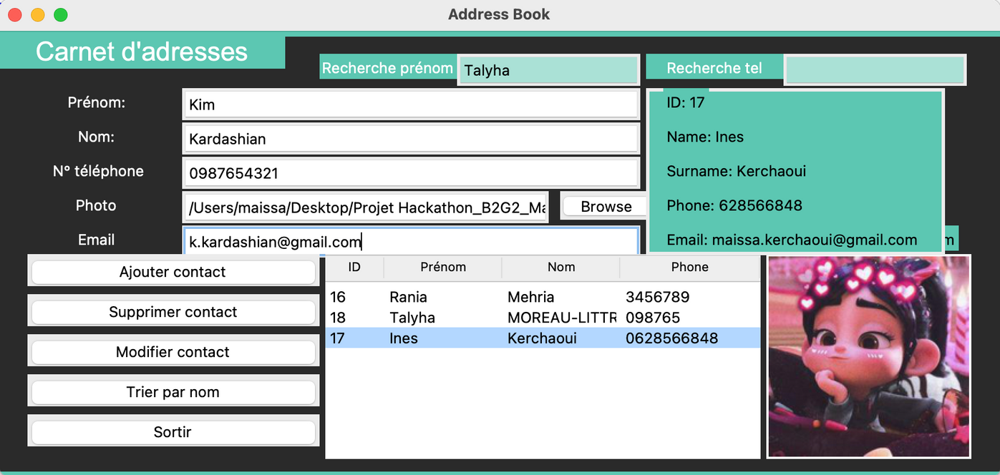 Address Book
Carnet d'adresses
Recherche prénom Talyha Recherche tel
Prénom: Kim
Nom: Kardashian
N° téléphone 0987654321
Photo /Users/maissa/Desktop/Projet Hackathon_B2G2_Ma Browse
Email k.kardashian@gmail.com
ID: 17
Name: Ines
Surname: Kerchaoui
Phone: 628566848
Email: maissa.kerchaoui@gmail.com
m
Ajouter contact
Supprimer contact
Modifier contact
Trier par nom
Sortir
ID Prénom Nom Phone
16 Rania Mehria 3456789
18 Talyha MOREAU-LITTR 098765
17 Ines Kerchaoui 0628566848